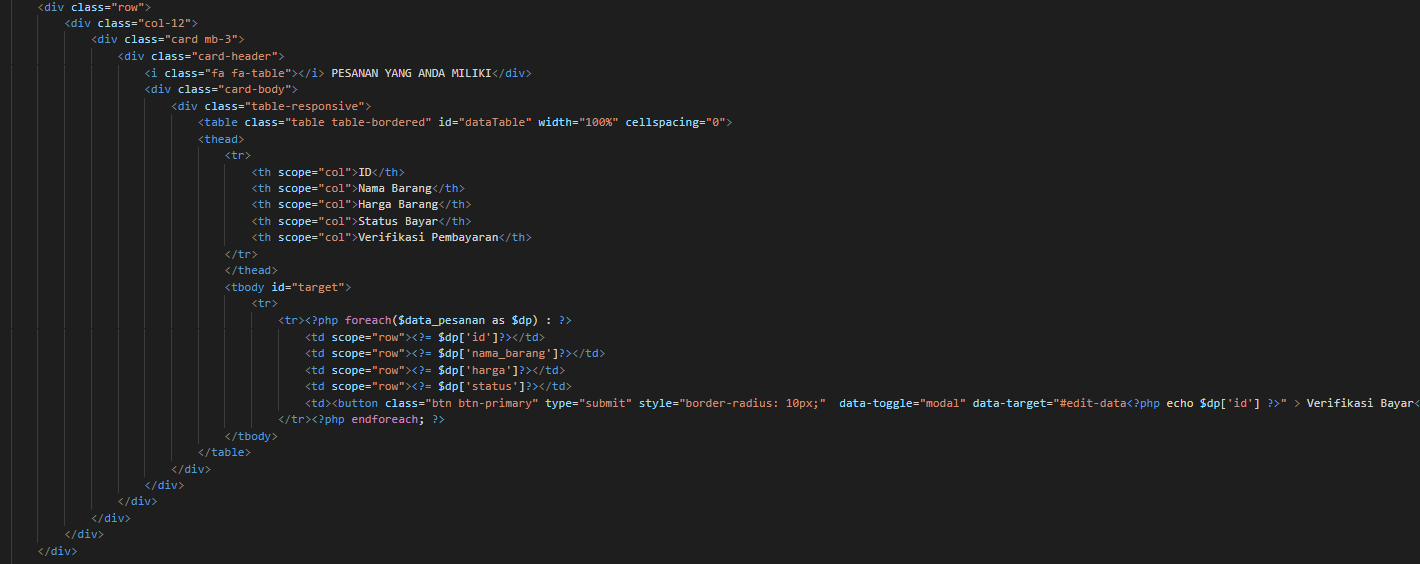 <div class="row">
<div class="col-12">
<div class="card mb-3">
<div class="card-header">
<i class="fa fa-table"></i> PESANAN YANG ANDA MILIKI</div>
<div class="card-body">
<div class="table-responsive">
<table class="table table-bordered" id="dataTable" width="100%" cellspacing="0">
<thead>
<tr>
<th scope="col">ID</th>
<th scope="col">Nama Barang</th>
<th scope="col">Harga Barang</th>
<th scope="col">Status Bayar</th>
<th scope="col">Verifikasi Pembayaran</th>
</tr>
</thead>
<tbody id="target">
<tr>
<tr><?php foreach($data_pesanan as $dp) : ?>
<td scope="row"><?= $dp['id']?></td>
<td scope="row"><?= $dp['nama_barang']?></td>
<td scope="row"><?= $dp['harga']?></td>
<td scope="row"><?= $dp['status']?></td>
<td><button class="btn btn-primary" type="submit" style="border-radius: 10px;"  data-toggle="modal" data-target="#edit-data<?php echo $dp['id'] ?>" > Verifikasi Bayar<
</tr><?php endforeach; ?>
</tbody>
</table>
</div>
</div>
</div>
</div>
</div>
</div>